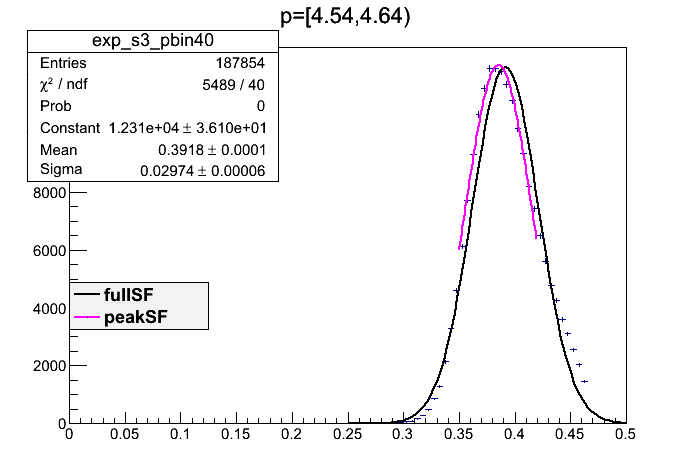 p=[4.54,4.64)
exp_s3_pbin40
Entries 187854
χ² / ndf 5489 / 40
Prob 0
Constant 1.231e+04 ± 3.610e+01
Mean 0.3918 ± 0.0001
Sigma 0.02974 ± 0.00006
8000
6000
fullSF
4000
peakSF
2000
0
0 0.05 0.1 0.15 0.2 0.25 0.3 0.35 0.4 0.45 0.5